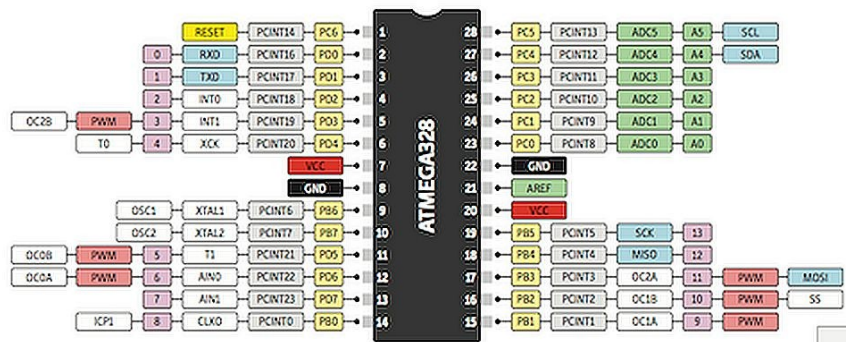 RESET PCINT14 PC6 1 28 PC5 PCINT13 ADC5 A5 SCL
0 RXD PCINT16 PD0 2 27 PC4 PCINT12 ADC4 A4 SDA
1 TXD PCINT17 PD1 3 26 PC3 PCINT11 ADC3 A3
2 INT0 PCINT18 PD2 4 25 PC2 PCINT10 ADC2 A2
OC2B PWM 3 INT1 PCINT19 PD3 5 24 PC1 PCINT9 ADC1 A1
T0 4 XCK PCINT20 PD4 6 23 PC0 PCINT8 ADC0 A0
VCC 7 22 GND
GND 8 21 AREF
OSC1 XTAL1 PCINT6 PB6 9 20 VCC
OSC2 XTAL2 PCINT7 PB7 10 19 PB5 PCINT5 SCK 13
OC0B PWM 5 T1 PCINT21 PD5 11 18 PB4 PCINT4 MISO 12
OC0A PWM 6 AIN0 PCINT22 PD6 12 17 PB3 PCINT3 OC2A 11 PWM MOSI
7 AIN1 PCINT23 PD7 13 16 PB2 PCINT2 OC1B 10 PWM SS
ICP1 8 CLKO PCINT0 PB0 14 15 PB1 PCINT1 OC1A 9 PWM
ATMEGA328